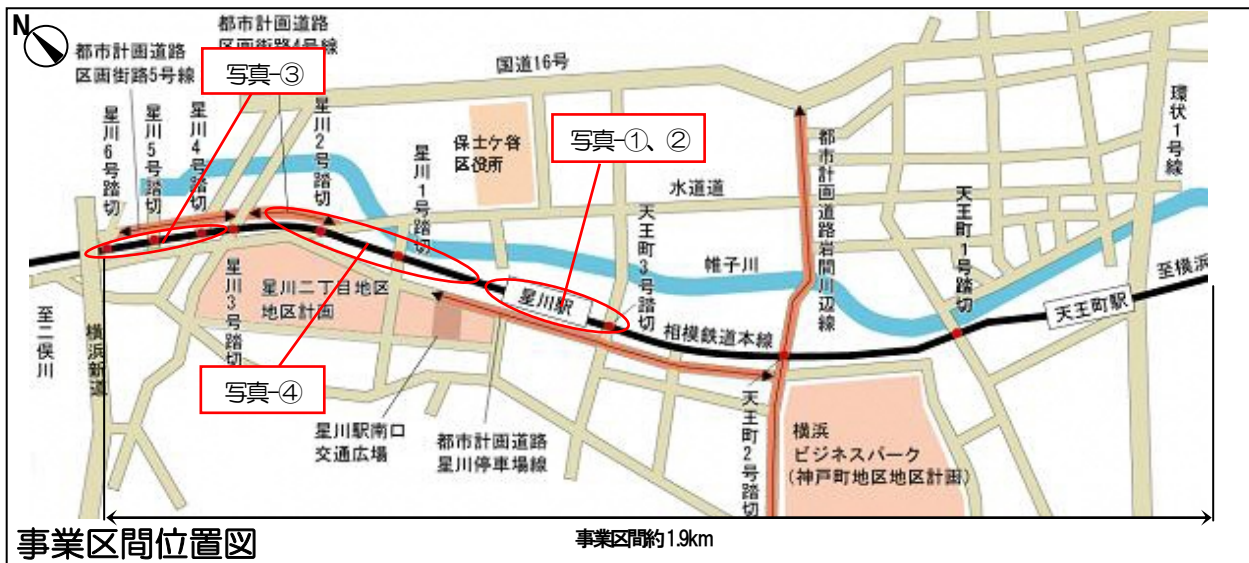 N
都市計画道路
区画街路5号線
都市計画道路
区画街路4号線
写真-③
国道16号
環状1号線
星川6号踏切
星川5号踏切
星川4号踏切
星川2号踏切
星川1号踏切
保土ケ谷
区役所
写真-①、②
水道道
天王町3号踏切
都市計画道路岩間川辺線
天王町1号踏切
帷子川
至横浜
天王町駅
星川駅
相模鉄道本線
星川二丁目地区
地区計画
星川3号踏切
至二俣川
横浜新道
写真-④
星川駅南口
交通広場
都市計画道路
星川停車場線
天王町2号踏切
横浜
ビジネスパーク
(神戸町地区地区計画)
事業区間位置図
事業区間約1.9km